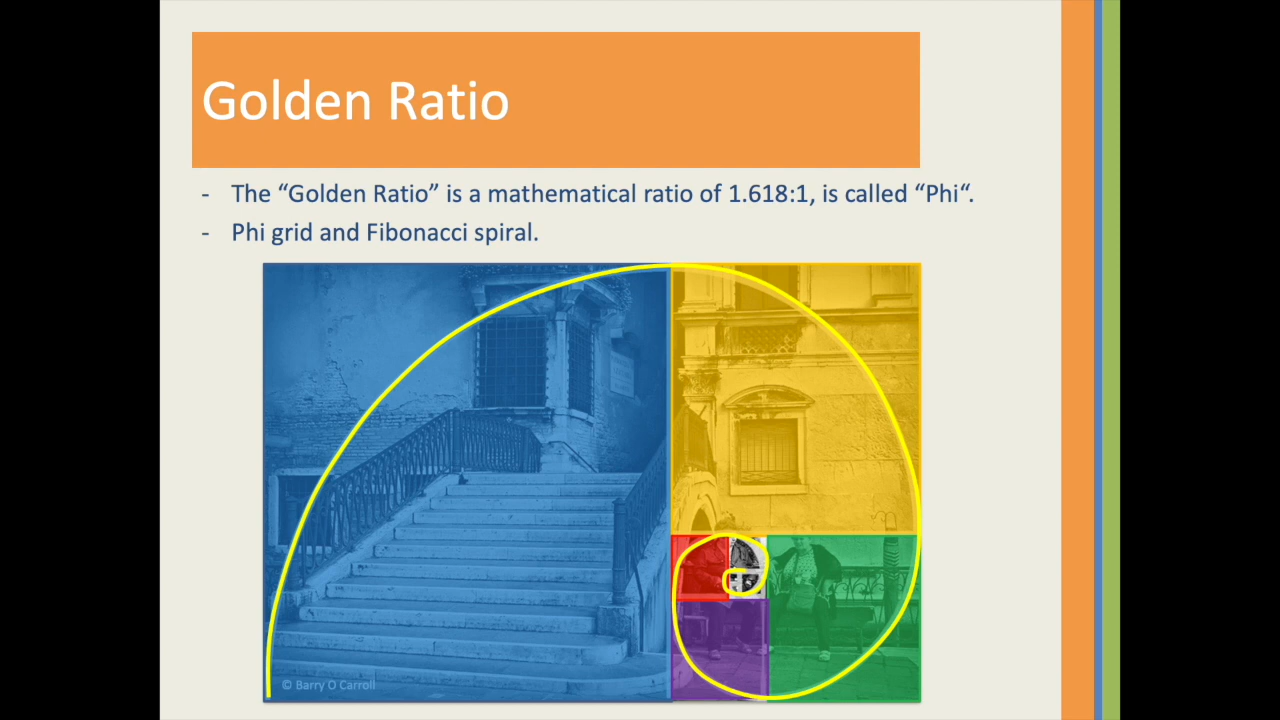 Golden Ratio
- The “Golden Ratio” is a mathematical ratio of 1.618:1, is called “Phi“.
- Phi grid and Fibonacci spiral.
© Barry O Carroll